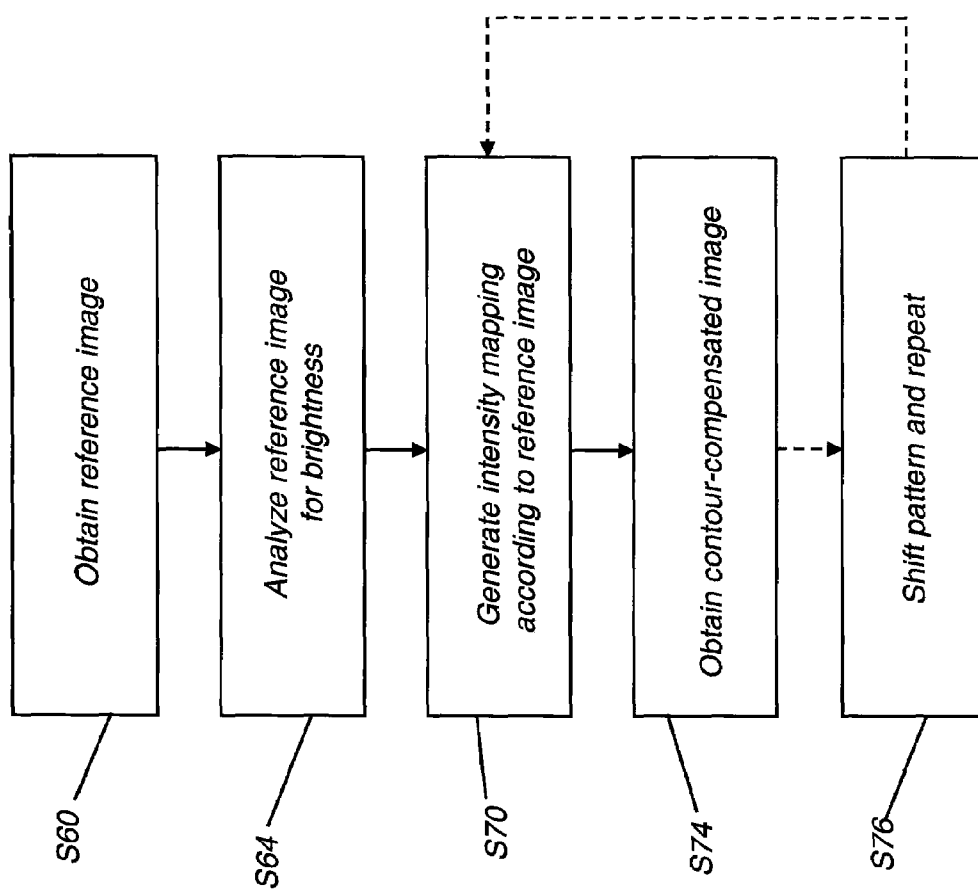 S60
Obtain reference image
S64
Analyze reference image
for brightness
S70
Generate intensity mapping
according to reference image
S74
Obtain contour-compensated image
S76
Shift pattern and repeat